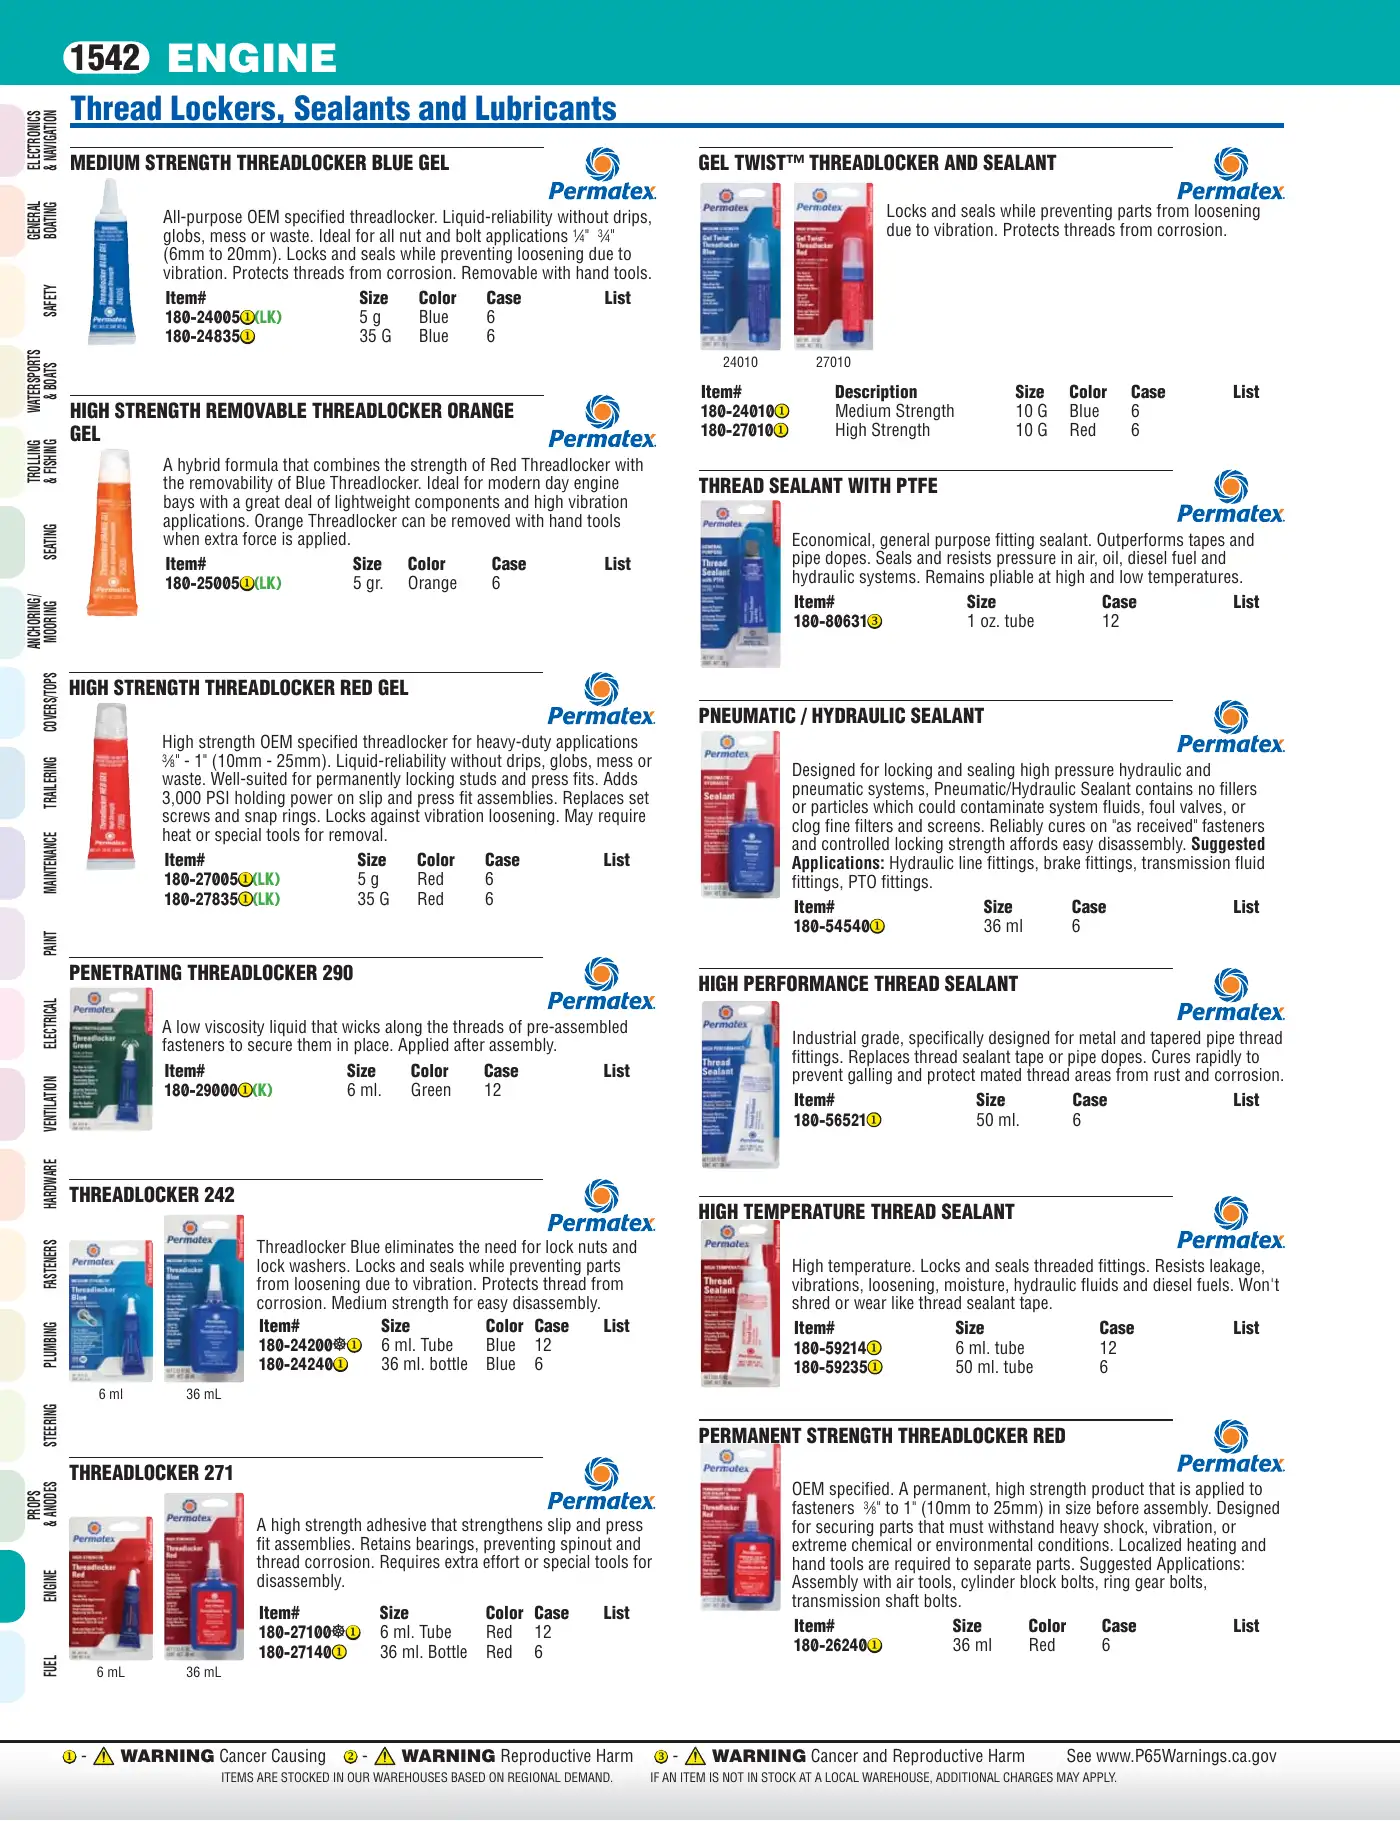 1542 ENGINE
Thread Lockers, Sealants and Lubricants
ELECTRONICS
& NAVIGATION
GENERAL
BOATING
SAFETY
WATERSPORTS
& BOATS
TROLLING
& FISHING
SEATING
ANCHORING/
MOORING
COVERS/TOPS
TRAILERING
MAINTENANCE
PAINT
ELECTRICAL
VENTILATION
HARDWARE
FASTENERS
PLUMBING
STEERING
PROPS
& ANODES
ENGINE
FUEL
MEDIUM STRENGTH THREADLOCKER BLUE GEL
Permatex
All-purpose OEM specified threadlocker. Liquid-reliability without drips,
globs, mess or waste. Ideal for all nut and bolt applications ¼" ¾"
(6mm to 20mm). Locks and seals while preventing loosening due to
vibration. Protects threads from corrosion. Removable with hand tools.
Item# Size Color Case List
180-24005①(LK) 5 g Blue 6
180-24835① 35 G Blue 6
HIGH STRENGTH REMOVABLE THREADLOCKER ORANGE
GEL
Permatex
A hybrid formula that combines the strength of Red Threadlocker with
the removability of Blue Threadlocker. Ideal for modern day engine
bays with a great deal of lightweight components and high vibration
applications. Orange Threadlocker can be removed with hand tools
when extra force is applied.
Item# Size Color Case List
180-25005①(LK) 5 gr. Orange 6
HIGH STRENGTH THREADLOCKER RED GEL
Permatex
High strength OEM specified threadlocker for heavy-duty applications
⅜" - 1" (10mm - 25mm). Liquid-reliability without drips, globs, mess or
waste. Well-suited for permanently locking studs and press fits. Adds
3,000 PSI holding power on slip and press fit assemblies. Replaces set
screws and snap rings. Locks against vibration loosening. May require
heat or special tools for removal.
Item# Size Color Case List
180-27005①(LK) 5 g Red 6
180-27835①(LK) 35 G Red 6
PENETRATING THREADLOCKER 290
Permatex
A low viscosity liquid that wicks along the threads of pre-assembled
fasteners to secure them in place. Applied after assembly.
Item# Size Color Case List
180-29000①(K) 6 ml. Green 12
THREADLOCKER 242
Permatex
Threadlocker Blue eliminates the need for lock nuts and
lock washers. Locks and seals while preventing parts
from loosening due to vibration. Protects thread from
corrosion. Medium strength for easy disassembly.
Item# Size Color Case List
180-24200☸① 6 ml. Tube Blue 12
180-24240① 36 ml. bottle Blue 6
6 ml 36 mL
THREADLOCKER 271
Permatex
A high strength adhesive that strengthens slip and press
fit assemblies. Retains bearings, preventing spinout and
thread corrosion. Requires extra effort or special tools for
disassembly.
Item# Size Color Case List
180-27100☸① 6 ml. Tube Red 12
180-27140① 36 ml. Bottle Red 6
6 mL 36 mL
GEL TWIST™ THREADLOCKER AND SEALANT
Permatex
Locks and seals while preventing parts from loosening
due to vibration. Protects threads from corrosion.
24010 27010
Item# Description Size Color Case List
180-24010① Medium Strength 10 G Blue 6
180-27010① High Strength 10 G Red 6
THREAD SEALANT WITH PTFE
Permatex
Economical, general purpose fitting sealant. Outperforms tapes and
pipe dopes. Seals and resists pressure in air, oil, diesel fuel and
hydraulic systems. Remains pliable at high and low temperatures.
Item# Size Case List
180-80631③ 1 oz. tube 12
PNEUMATIC / HYDRAULIC SEALANT
Permatex
Designed for locking and sealing high pressure hydraulic and
pneumatic systems, Pneumatic/Hydraulic Sealant contains no fillers
or particles which could contaminate system fluids, foul valves, or
clog fine filters and screens. Reliably cures on "as received" fasteners
and controlled locking strength affords easy disassembly. Suggested
Applications: Hydraulic line fittings, brake fittings, transmission fluid
fittings, PTO fittings.
Item# Size Case List
180-54540① 36 ml 6
HIGH PERFORMANCE THREAD SEALANT
Permatex
Industrial grade, specifically designed for metal and tapered pipe thread
fittings. Replaces thread sealant tape or pipe dopes. Cures rapidly to
prevent galling and protect mated thread areas from rust and corrosion.
Item# Size Case List
180-56521① 50 ml. 6
HIGH TEMPERATURE THREAD SEALANT
Permatex
High temperature. Locks and seals threaded fittings. Resists leakage,
vibrations, loosening, moisture, hydraulic fluids and diesel fuels. Won't
shred or wear like thread sealant tape.
Item# Size Case List
180-59214① 6 ml. tube 12
180-59235① 50 ml. tube 6
PERMANENT STRENGTH THREADLOCKER RED
Permatex
OEM specified. A permanent, high strength product that is applied to
fasteners ⅜" to 1" (10mm to 25mm) in size before assembly. Designed
for securing parts that must withstand heavy shock, vibration, or
extreme chemical or environmental conditions. Localized heating and
hand tools are required to separate parts. Suggested Applications:
Assembly with air tools, cylinder block bolts, ring gear bolts,
transmission shaft bolts.
Item# Size Color Case List
180-26240① 36 ml Red 6
① - ⚠ WARNING Cancer Causing ② - ⚠ WARNING Reproductive Harm ③ - ⚠ WARNING Cancer and Reproductive Harm See www.P65Warnings.ca.gov
ITEMS ARE STOCKED IN OUR WAREHOUSES BASED ON REGIONAL DEMAND. IF AN ITEM IS NOT IN STOCK AT A LOCAL WAREHOUSE, ADDITIONAL CHARGES MAY APPLY.